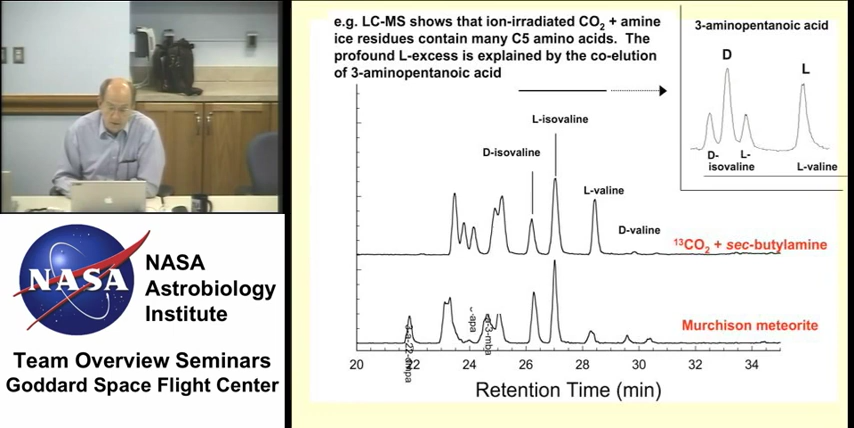 NASA
NASA
Astrobiology
Institute
Team Overview Seminars
Goddard Space Flight Center
e.g. LC-MS shows that ion-irradiated CO2 + amine
ice residues contain many C5 amino acids. The
profound L-excess is explained by the co-elution
of 3-aminopentanoic acid
3-aminopentanoic acid
D
L
D- L-
isovaline
L-valine
L-isovaline
D-isovaline
L-valine
D-valine
13CO2 + sec-butylamine
Murchison meteorite
20 22 24 26 28 30 32 34
Retention Time (min)